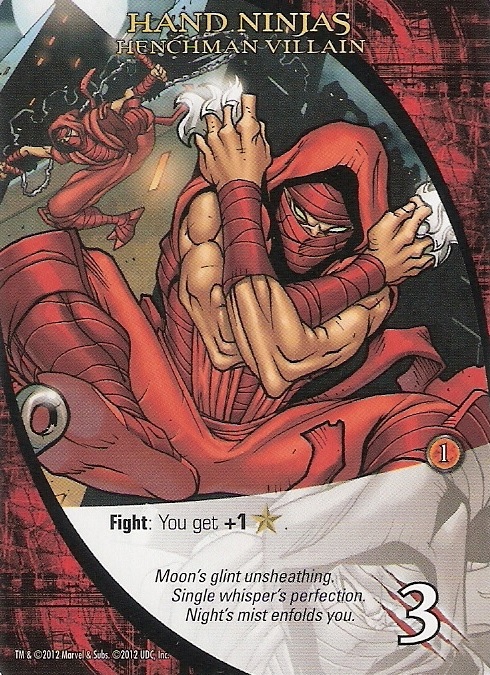 HAND NINJAS
HENCHMAN VILLAIN
1
Fight: You get +1 .
Moon's glint unsheathing.
Single whisper's perfection.
Night's mist enfolds you.
3
TM & ©2012 Marvel & Subs. ©2012 UDC, Inc.